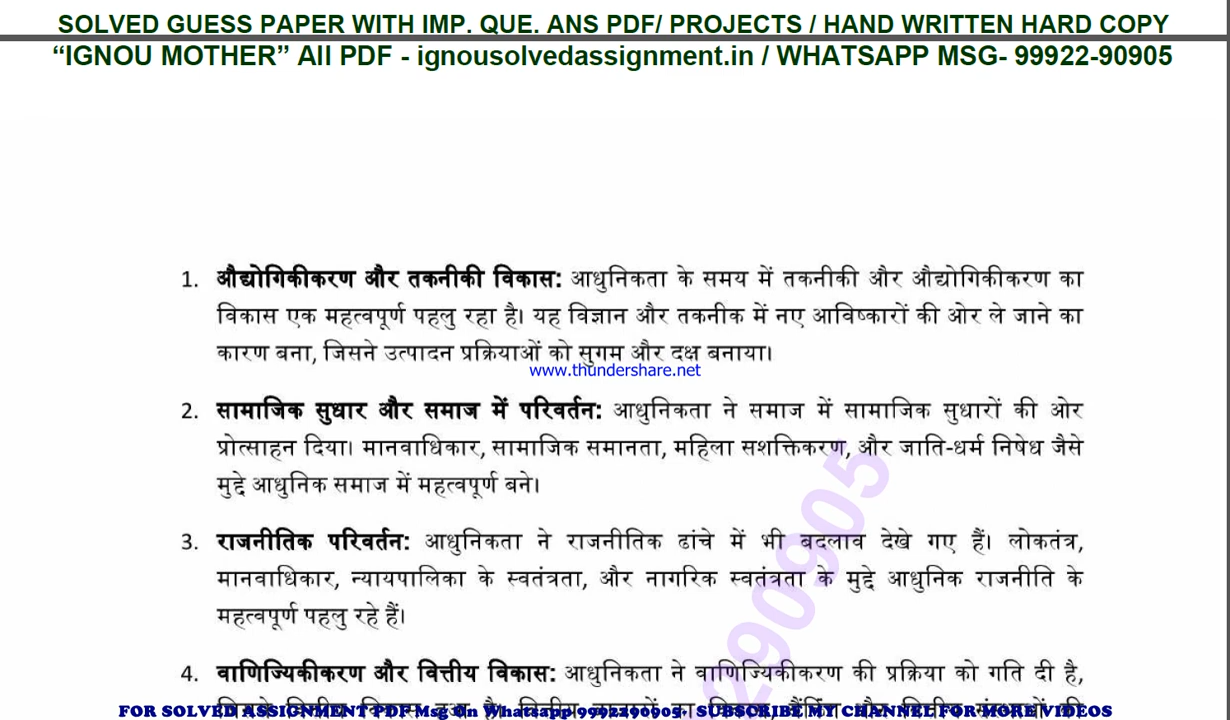 SOLVED GUESS PAPER WITH IMP. QUE. ANS PDF/ PROJECTS / HAND WRITTEN HARD COPY
“IGNOU MOTHER” All PDF - ignousolvedassignment.in / WHATSAPP MSG- 99922-90905
1. औद्योगिकीकरण और तकनीकी विकास: आधुनिकता के समय में तकनीकी और औद्योगिकीकरण का
विकास एक महत्वपूर्ण पहलु रहा है। यह विज्ञान और तकनीक में नए आविष्कारों की ओर ले जाने का
कारण बना, जिसने उत्पादन प्रक्रियाओं को सुगम और दक्ष बनाया।
www.thundershare.net
2. सामाजिक सुधार और समाज में परिवर्तन: आधुनिकता ने समाज में सामाजिक सुधारों की ओर
प्रोत्साहन दिया। मानवाधिकार, सामाजिक समानता, महिला सशक्तिकरण, और जाति-धर्म निषेध जैसे
मुद्दे आधुनिक समाज में महत्वपूर्ण बने।
3. राजनीतिक परिवर्तन: आधुनिकता ने राजनीतिक ढांचे में भी बदलाव देखे गए हैं। लोकतंत्र,
मानवाधिकार, न्यायपालिका के स्वतंत्रता, और नागरिक स्वतंत्रता के मुद्दे आधुनिक राजनीति के
महत्वपूर्ण पहलु रहे हैं।
4. वाणिज्यिकीकरण और वित्तीय विकास: आधुनिकता ने वाणिज्यिकीकरण की प्रक्रिया को गति दी है,
FOR SOLVED ASSIGNMENT PDF Msg On Whatsapp 9992290905, SUBSCRIBE MY CHANNEL FOR MORE VIDEOS
290905